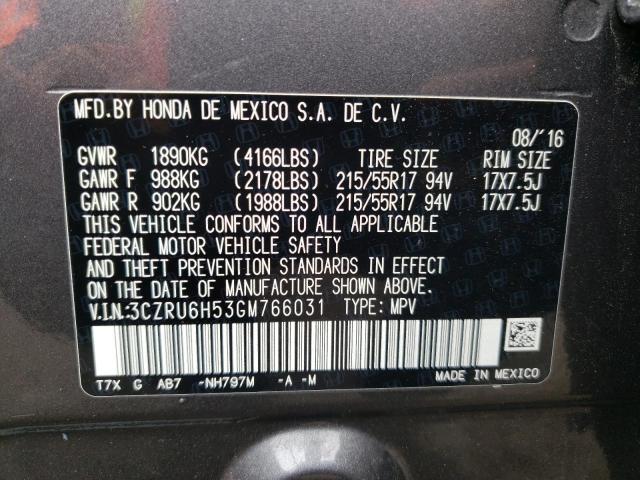 MFD.BY HONDA DE MEXICO S.A. DE C.V.
08/'16
GVWR 1890KG (4166LBS) TIRE SIZE RIM SIZE
GAWR F 988KG (2178LBS) 215/55R17 94V 17X7.5J
GAWR R 902KG (1988LBS) 215/55R17 94V 17X7.5J
THIS VEHICLE CONFORMS TO ALL APPLICABLE
FEDERAL MOTOR VEHICLE SAFETY
AND THEFT PREVENTION STANDARDS IN EFFECT
ON THE DATE OF MANUFACTURE SHOWN ABOVE.
V.I.N.:3CZRU6H53GM766031 TYPE: MPV
T7X G AB7 -NH797M -A -M
MADE IN MEXICO